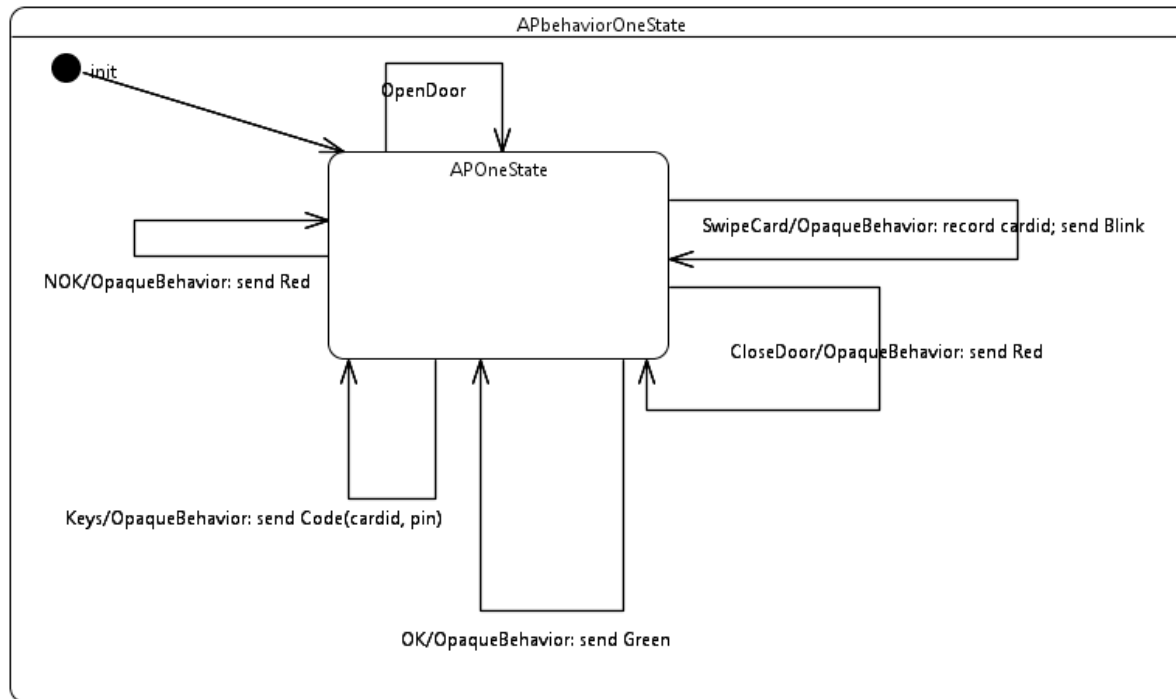 APbehaviorOneState
init
OpenDoor
APOneState
SwipeCard/OpaqueBehavior: record cardid; send Blink
NOK/OpaqueBehavior: send Red
CloseDoor/OpaqueBehavior: send Red
Keys/OpaqueBehavior: send Code(cardid, pin)
OK/OpaqueBehavior: send Green